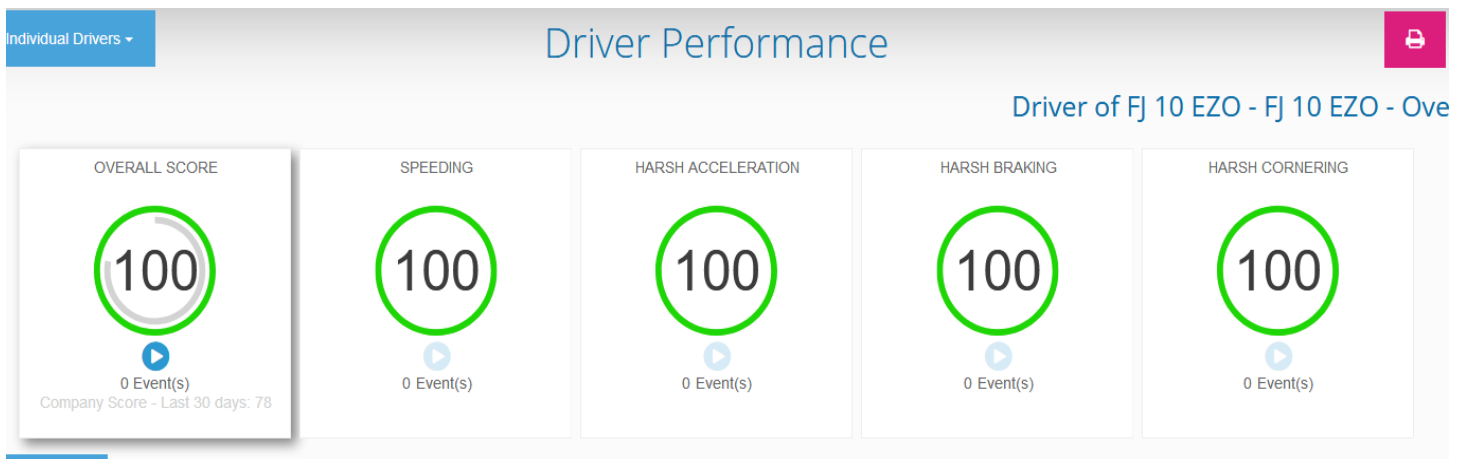 Individual Drivers
Driver Performance
Driver of FJ 10 EZO - FJ 10 EZO - Ove
OVERALL SCORE
100
0 Event(s)
Company Score - Last 30 days: 78
SPEEDING
100
0 Event(s)
HARSH ACCELERATION
100
0 Event(s)
HARSH BRAKING
100
0 Event(s)
HARSH CORNERING
100
0 Event(s)